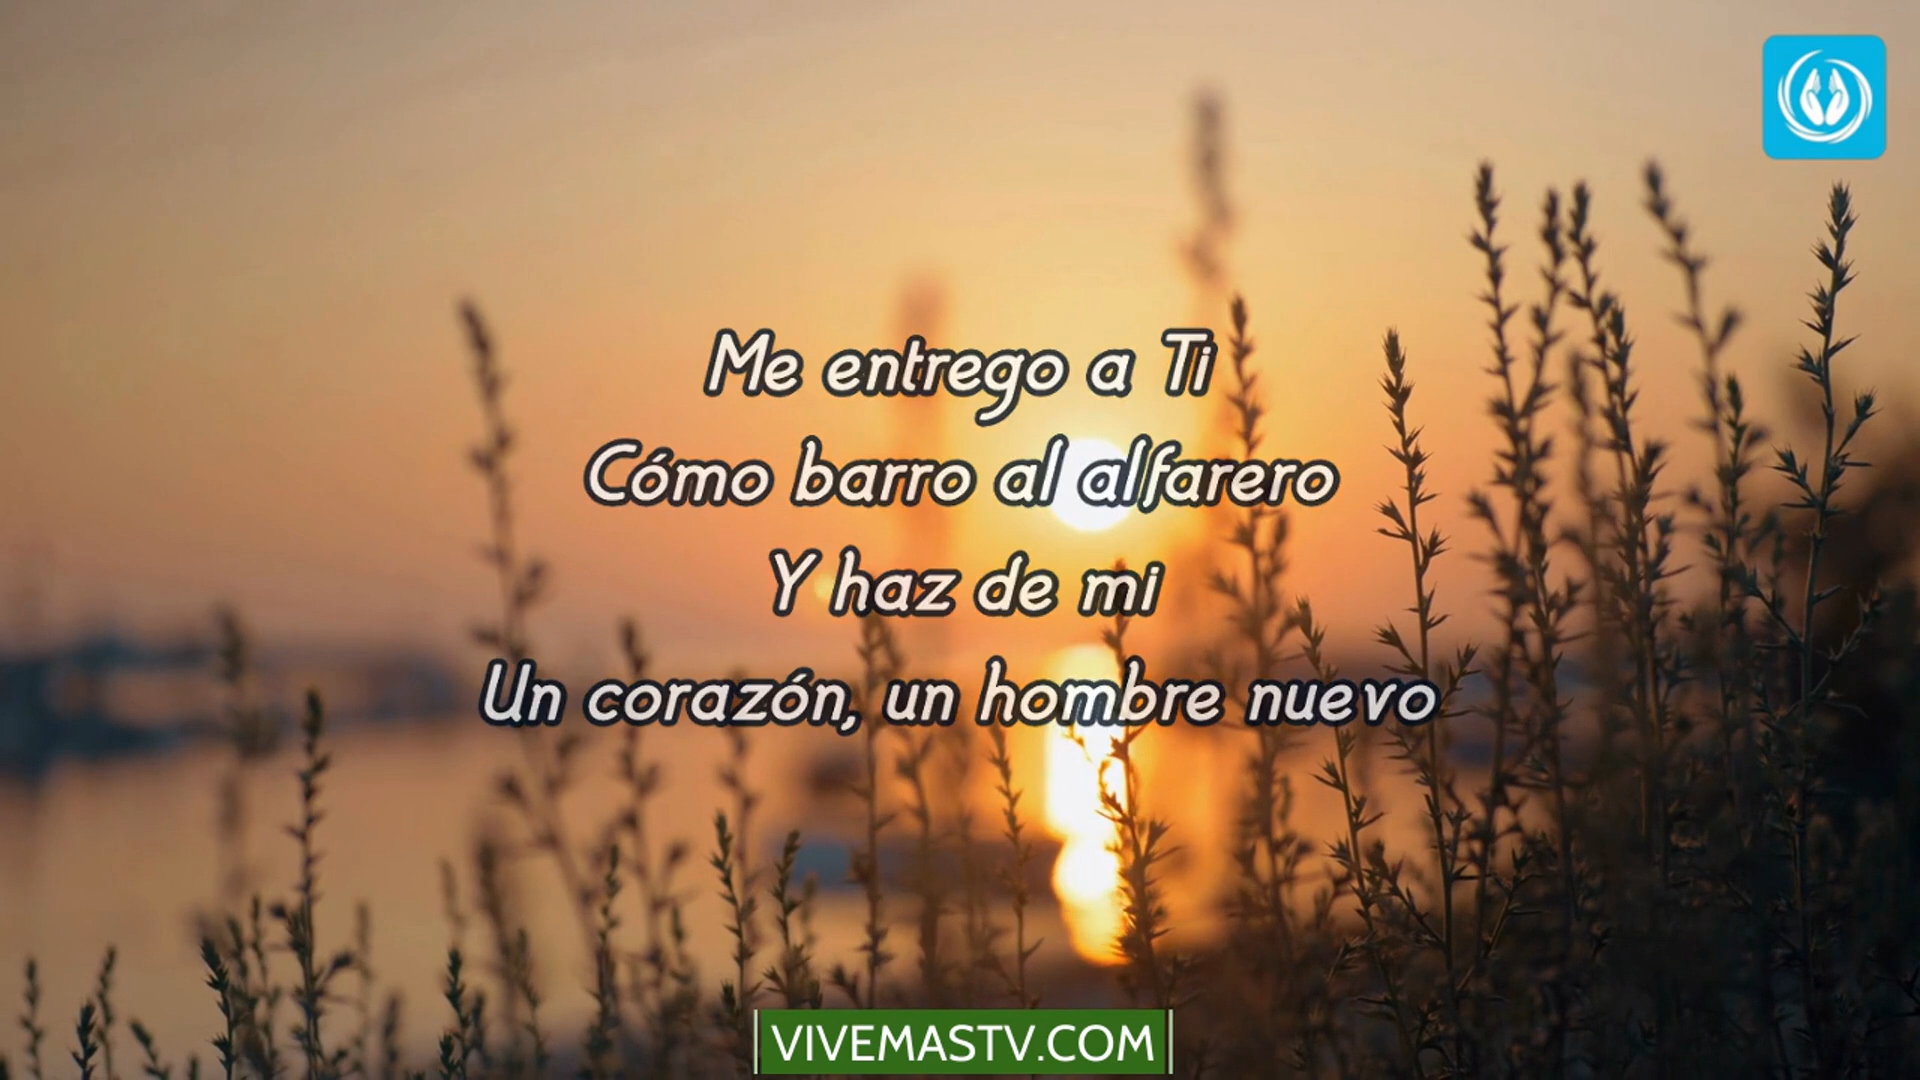 Me entrego a Ti
Cómo barro al alfarero
Y haz de mi
Un corazón, un hombre nuevo
VIVEMASTV.COM